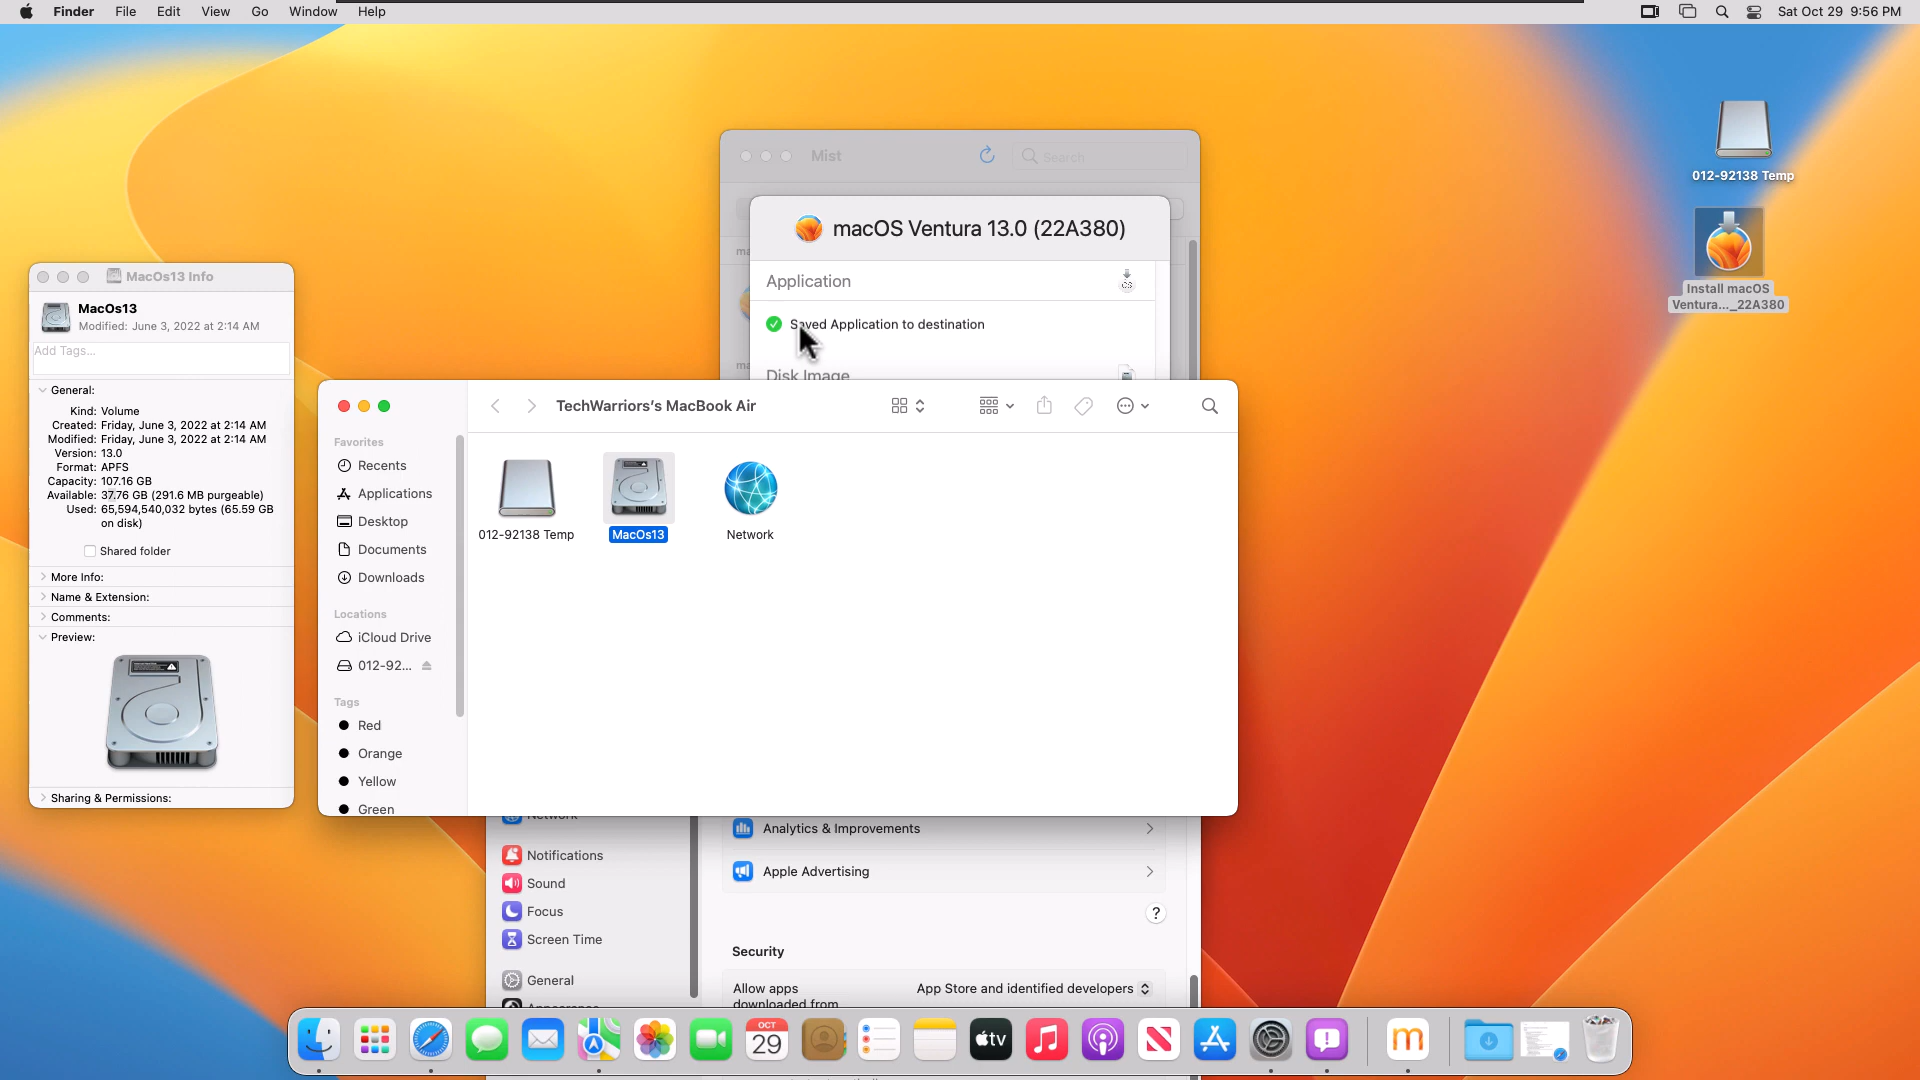 Finder File Edit View Go Window Help
Sat Oct 29 9:56 PM
012-92138 Temp
Install macOS
Ventura..._22A380
Mist
Search
macOS Ventura 13.0 (22A380)
Application
Saved Application to destination
Disk Image
MacOs13 Info
MacOs13
Modified: June 3, 2022 at 2:14 AM
Add Tags...
General:
Kind: Volume
Created: Friday, June 3, 2022 at 2:14 AM
Modified: Friday, June 3, 2022 at 2:14 AM
Version: 13.0
Format: APFS
Capacity: 107.16 GB
Available: 37.76 GB (291.6 MB purgeable)
Used: 65,594,540,032 bytes (65.59 GB
on disk)
Shared folder
More Info:
Name & Extension:
Comments:
Preview:
Sharing & Permissions:
TechWarriors's MacBook Air
Favorites
Recents
Applications
Desktop
Documents
Downloads
Locations
iCloud Drive
012-92...
Tags
Red
Orange
Yellow
Green
012-92138 Temp
MacOs13
Network
Network
Notifications
Sound
Focus
Screen Time
General
Appearance
Analytics & Improvements
Apple Advertising
?
Security
Allow apps
downloaded from
App Store and identified developers
OCT
29
tv
m